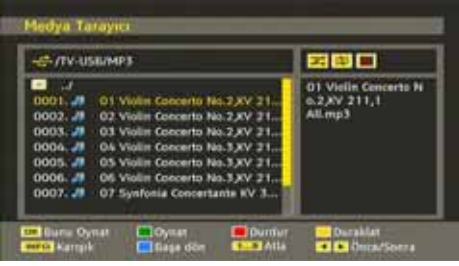 Medya Tarayıcı
/TV-USB/MP3
../
0001. 01 Violin Concerto No.2,KV 21...
0002. 02 Violin Concerto No.2,KV 21...
0003. 03 Violin Concerto No.2,KV 21...
0004. 04 Violin Concerto No.3,KV 21...
0005. 05 Violin Concerto No.3,KV 21...
0006. 06 Violin Concerto No.3,KV 21...
0007. 07 Synfonia Concertante KV 3...
01 Violin Concerto N
o.2,KV 211,1
All.mp3
OK Bunu Oynat Oynat Durdur Duraklat
INFO Karışık Başa dön Atla Önce/Sonra